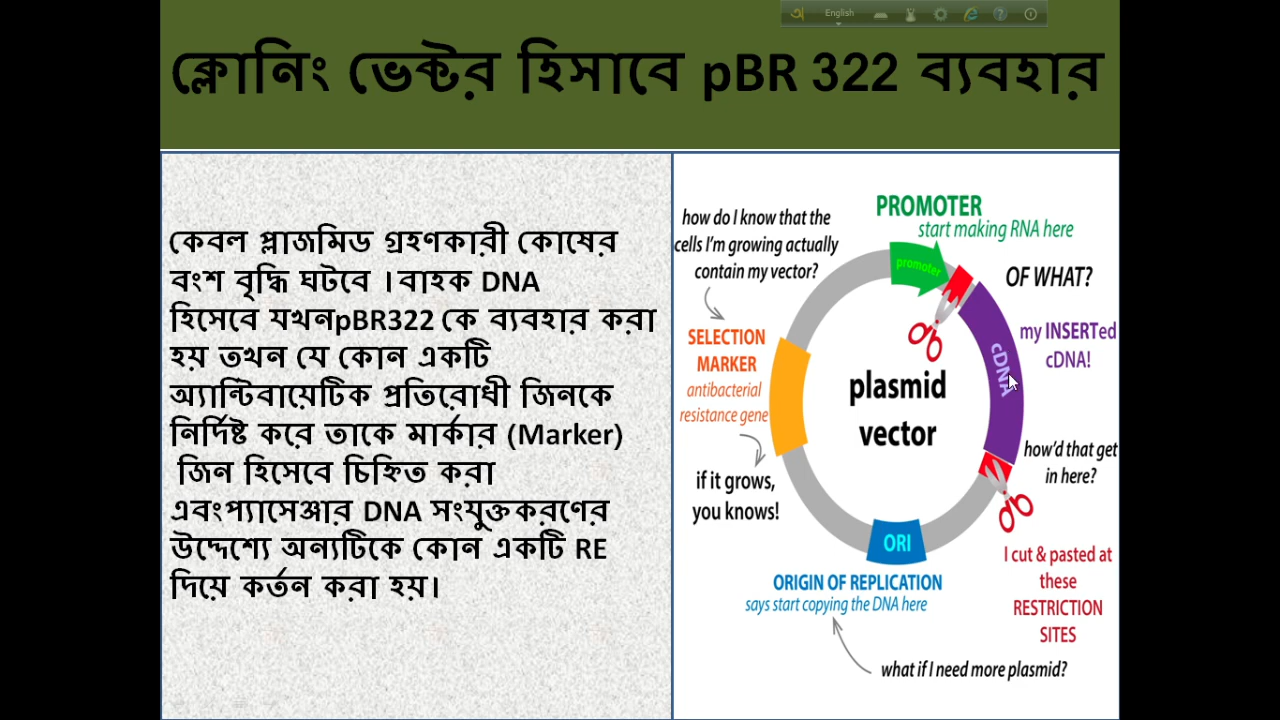 English
ক্লোনিং ভেক্টর হিসাবে pBR 322 ব্যবহার
কেবল প্লাজমিড গ্রহণকারী কোষের
বংশ বৃদ্ধি ঘটবে । বাহক DNA
হিসেবে যখনpBR322 কে ব্যবহার করা
হয় তখন যে কোন একটি
অ্যান্টিবায়েটিক প্রতিরোধী জিনকে
নির্দিষ্ট করে তাকে মার্কার (Marker)
জিন হিসেবে চিহ্নিত করা
এবংপ্যাসেঞ্জার DNA সংযুক্তকরণের
উদ্দেশ্যে অন্যটিকে কোন একটি RE
দিয়ে কর্তন করা হয়।
how do I know that the
cells I'm growing actually
contain my vector?
SELECTION
MARKER
antibacterial
resistance gene
if it grows,
you knows!
PROMOTER
start making RNA here
promoter
OF WHAT?
my INSERTed
cDNA!
cDNA
plasmid
vector
how'd that get
in here?
I cut & pasted at
these
RESTRICTION
SITES
ORI
ORIGIN OF REPLICATION
says start copying the DNA here
what if I need more plasmid?